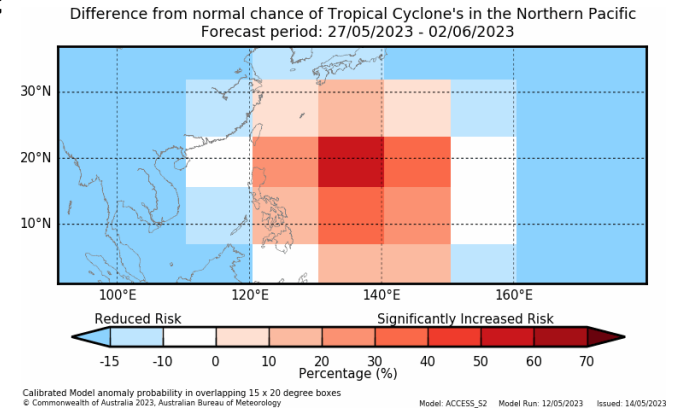 Difference from normal chance of Tropical Cyclone's in the Northern Pacific
Forecast period: 27/05/2023 - 02/06/2023
30°N
20°N
10°N
100°E 120°E 140°E 160°E
Reduced Risk Significantly Increased Risk
-15 -10 0 10 20 30 40 50 60 70
Percentage (%)
Calibrated Model anomaly probability in overlapping 15 x 20 degree boxes
© Commonwealth of Australia 2023, Australian Bureau of Meteorology Model: ACCESS_S2 Model Run: 12/05/2023 Issued: 14/05/2023